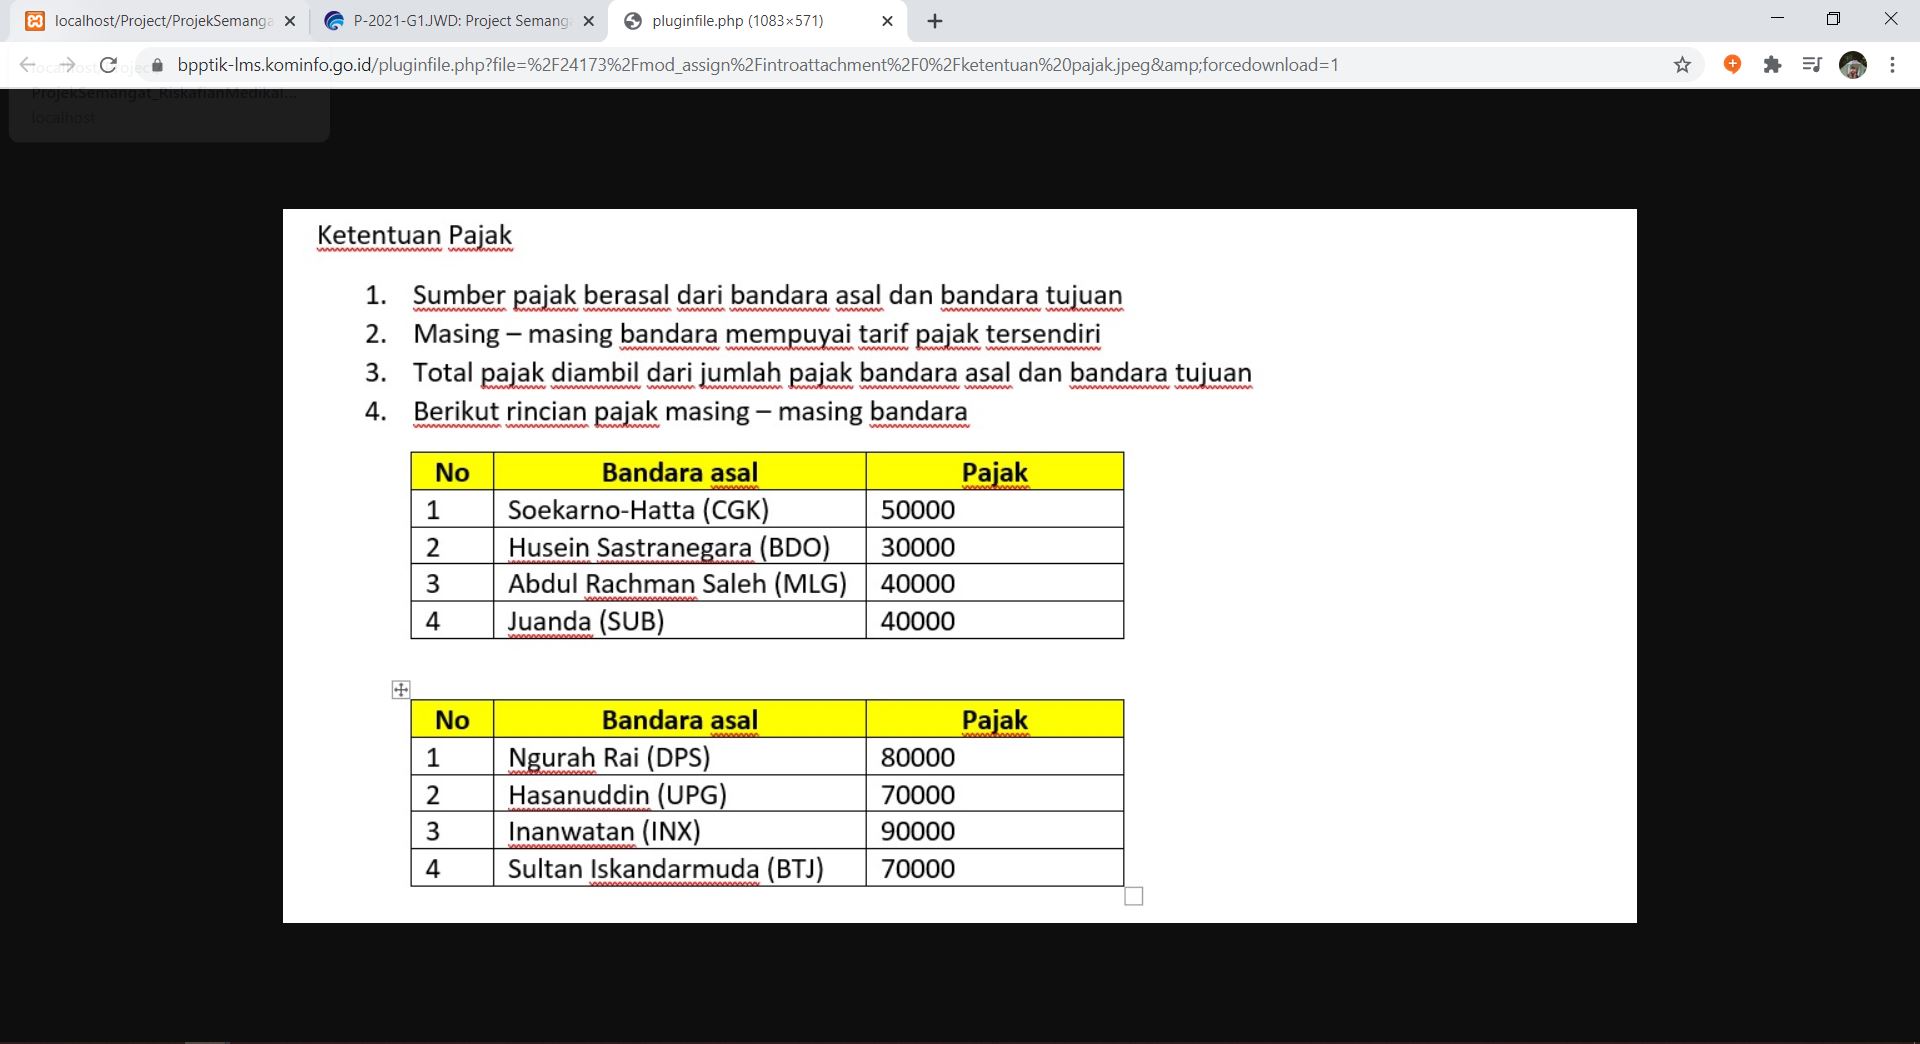 localhost/Project/ProjekSemanga
P-2021-G1.JWD: Project Semang
pluginfile.php (1083×571)
bpptik-lms.kominfo.go.id/pluginfile.php?file=%2F24173%2Fmod_assign%2Fintroattachment%2F0%2Fketentuan%20pajak.jpeg&amp;forcedownload=1
ProjekSemangat_RiskafianMedikal...
localhost
Ketentuan Pajak
1. Sumber pajak berasal dari bandara asal dan bandara tujuan
2. Masing – masing bandara mempuyai tarif pajak tersendiri
3. Total pajak diambil dari jumlah pajak bandara asal dan bandara tujuan
4. Berikut rincian pajak masing – masing bandara
No Bandara asal Pajak
1 Soekarno-Hatta (CGK) 50000
2 Husein Sastranegara (BDO) 30000
3 Abdul Rachman Saleh (MLG) 40000
4 Juanda (SUB) 40000
No Bandara asal Pajak
1 Ngurah Rai (DPS) 80000
2 Hasanuddin (UPG) 70000
3 Inanwatan (INX) 90000
4 Sultan Iskandarmuda (BTJ) 70000